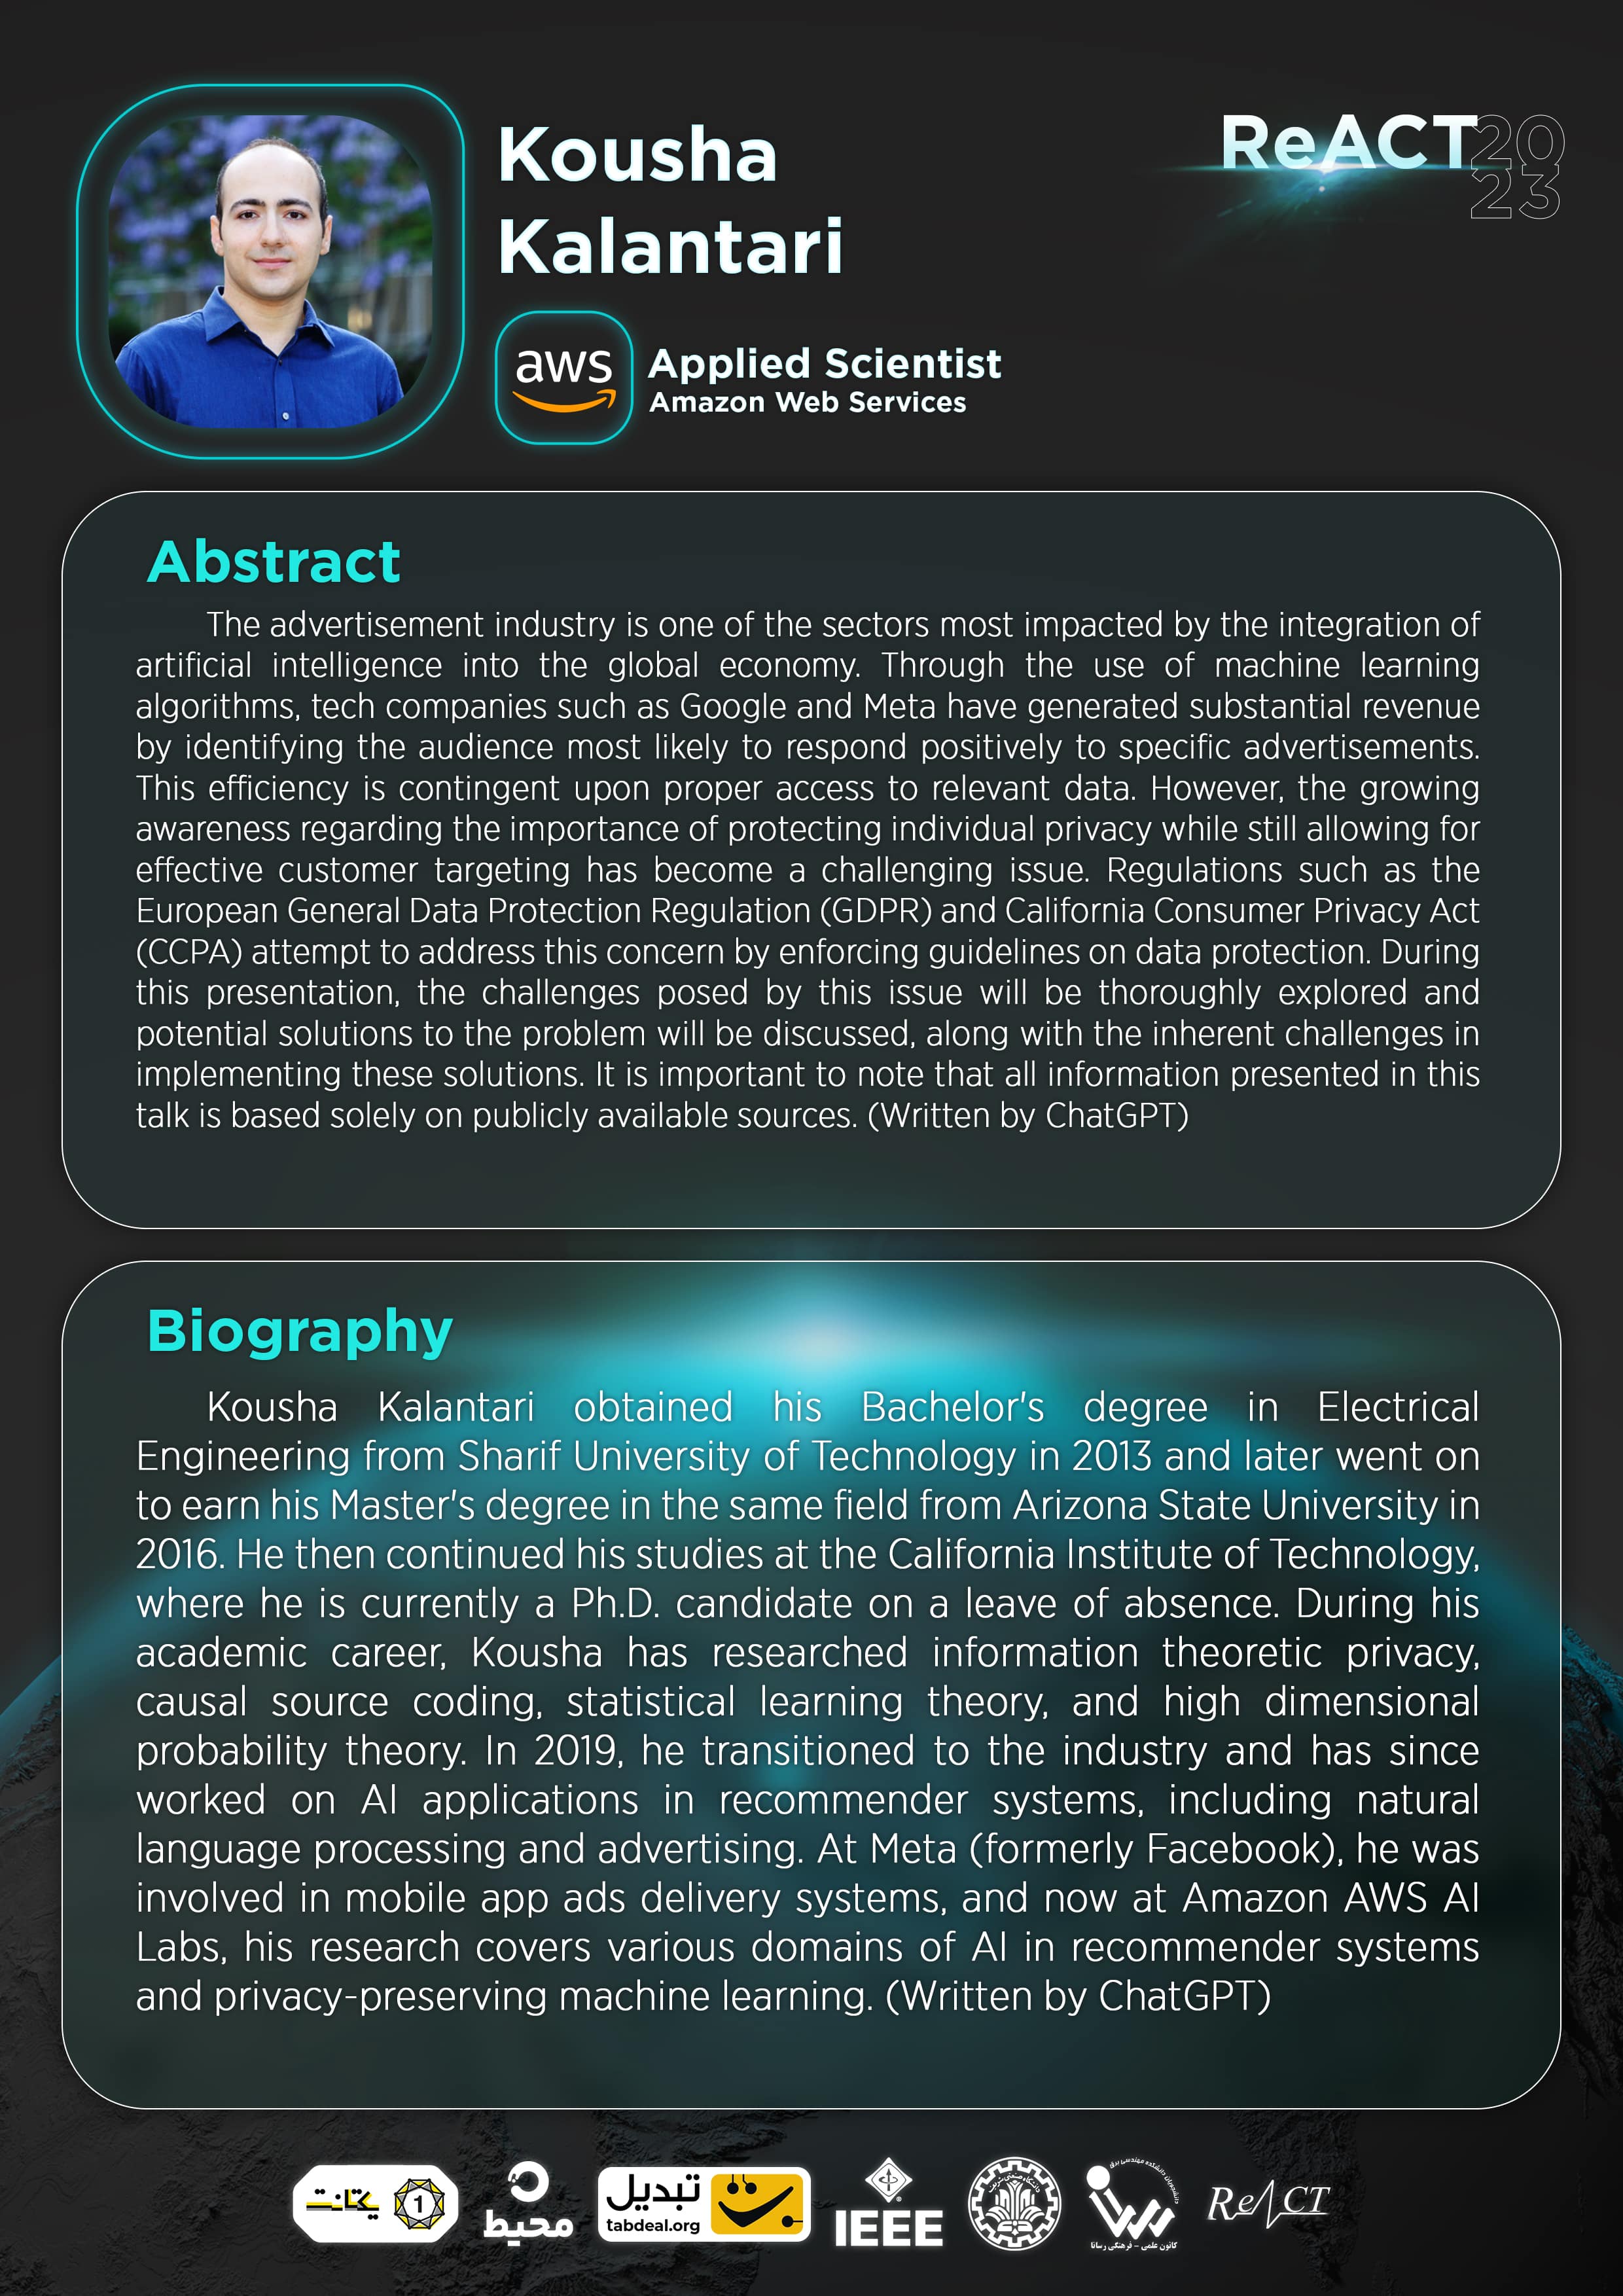 Kousha
Kalantari
ReACT
20
23
aws
Applied Scientist
Amazon Web Services
Abstract
The advertisement industry is one of the sectors most impacted by the integration of
artificial intelligence into the global economy. Through the use of machine learning
algorithms, tech companies such as Google and Meta have generated substantial revenue
by identifying the audience most likely to respond positively to specific advertisements.
This efficiency is contingent upon proper access to relevant data. However, the growing
awareness regarding the importance of protecting individual privacy while still allowing for
effective customer targeting has become a challenging issue. Regulations such as the
European General Data Protection Regulation (GDPR) and California Consumer Privacy Act
(CCPA) attempt to address this concern by enforcing guidelines on data protection. During
this presentation, the challenges posed by this issue will be thoroughly explored and
potential solutions to the problem will be discussed, along with the inherent challenges in
implementing these solutions. It is important to note that all information presented in this
talk is based solely on publicly available sources. (Written by ChatGPT)
Biography
Kousha Kalantari obtained his Bachelor's degree in Electrical
Engineering from Sharif University of Technology in 2013 and later went on
to earn his Master's degree in the same field from Arizona State University in
2016. He then continued his studies at the California Institute of Technology,
where he is currently a Ph.D. candidate on a leave of absence. During his
academic career, Kousha has researched information theoretic privacy,
causal source coding, statistical learning theory, and high dimensional
probability theory. In 2019, he transitioned to the industry and has since
worked on AI applications in recommender systems, including natural
language processing and advertising. At Meta (formerly Facebook), he was
involved in mobile app ads delivery systems, and now at Amazon AWS AI
Labs, his research covers various domains of AI in recommender systems
and privacy-preserving machine learning. (Written by ChatGPT)
یکتانت
1
محیط
تبدیل
tabdeal.org
IEEE
دانشگاه صنعتی شریف
دانشجویان دانشکده مهندسی برق
رسانا
کانون علمی - فرهنگی رسانا
ReACT